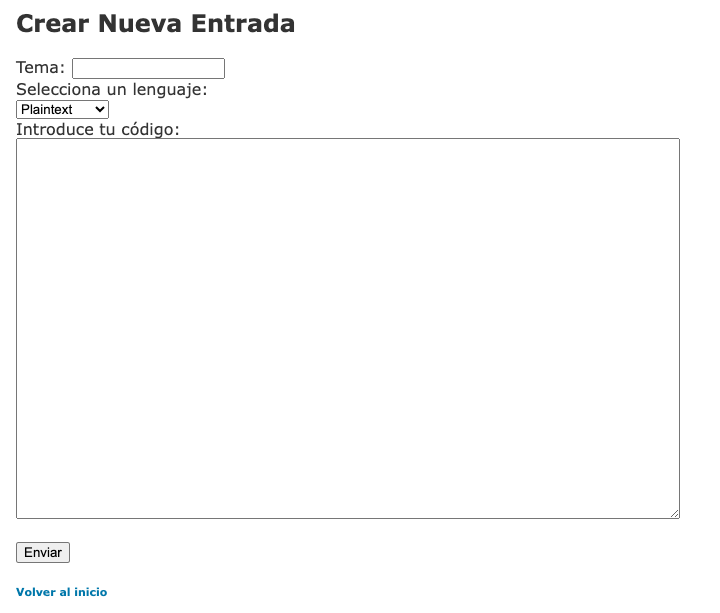 Crear Nueva Entrada
Tema:
Selecciona un lenguaje:
Plaintext
Introduce tu código:
Enviar
Volver al inicio